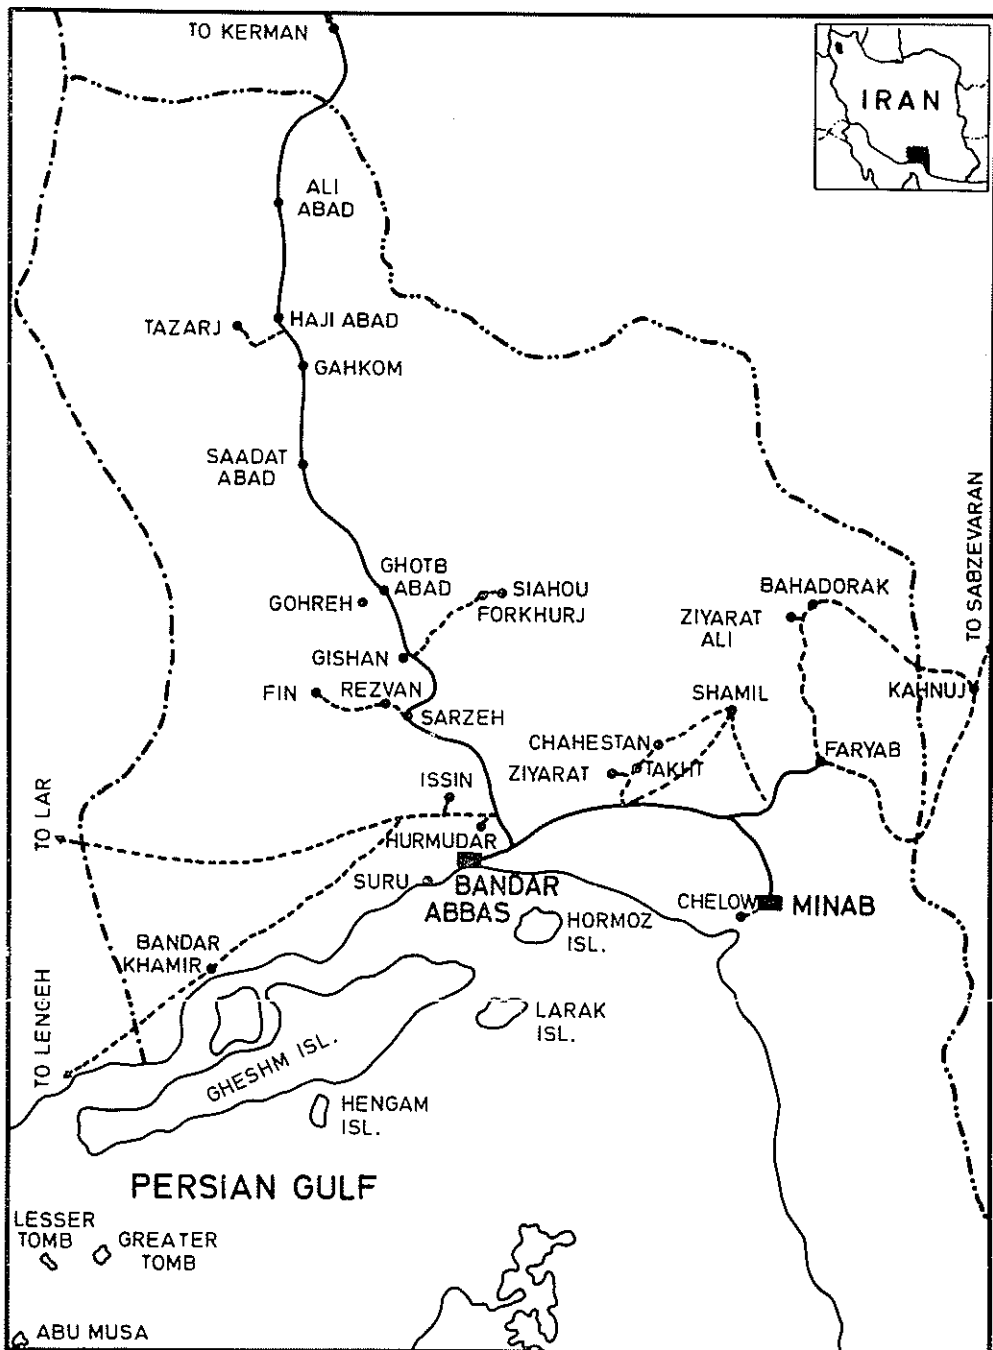 TO KERMAN
IRAN
ALI
ABAD
TAZARJ
HAJI ABAD
GAHKOM
SAADAT
ABAD
GHOTB
ABAD
GOHREH
SIAHOU
FORKHURJ
BAHADORAK
ZIYARAT
ALI
TO SABZEVARAN
GISHAN
FIN
REZVAN
SARZEH
SHAMIL
KAHNUJ
CHAHESTAN
ZIYARAT
TAKHT
FARYAB
ISSIN
TO LAR
HURMUDAR
SURU
BANDAR
ABBAS
CHELOW
MINAB
HORMOZ
ISL.
BANDAR
KHAMIR
LARAK
ISL.
TO LENGEH
GHESHM ISL.
HENGAM
ISL.
PERSIAN GULF
LESSER
TOMB
GREATER
TOMB
ABU MUSA